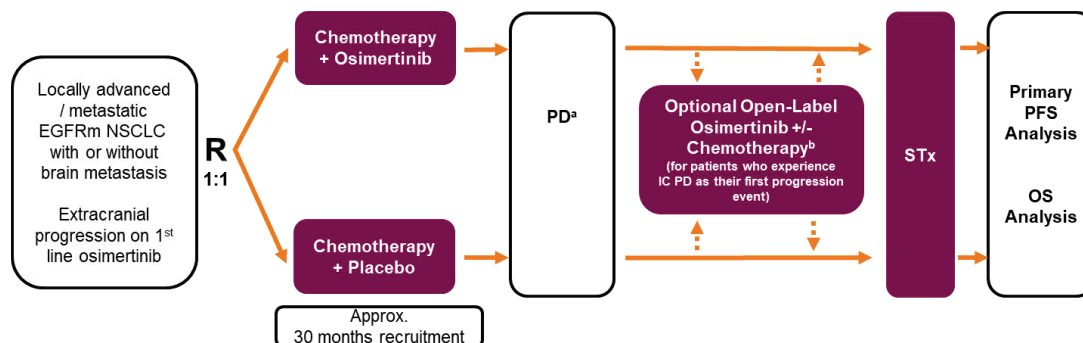 Locally advanced
/ metastatic
EGFRm NSCLC
with or without
brain metastasis
Extracranial
progression on 1st
line osimertinib
R
1:1
Chemotherapy
+ Osimertinib
Chemotherapy
+ Placebo
Approx.
30 months recruitment
PDa
Optional Open-Label
Osimertinib +/-
Chemotherapyb
(for patients who experience
IC PD as their first progression
event)
STx
Primary
PFS
Analysis
OS
Analysis